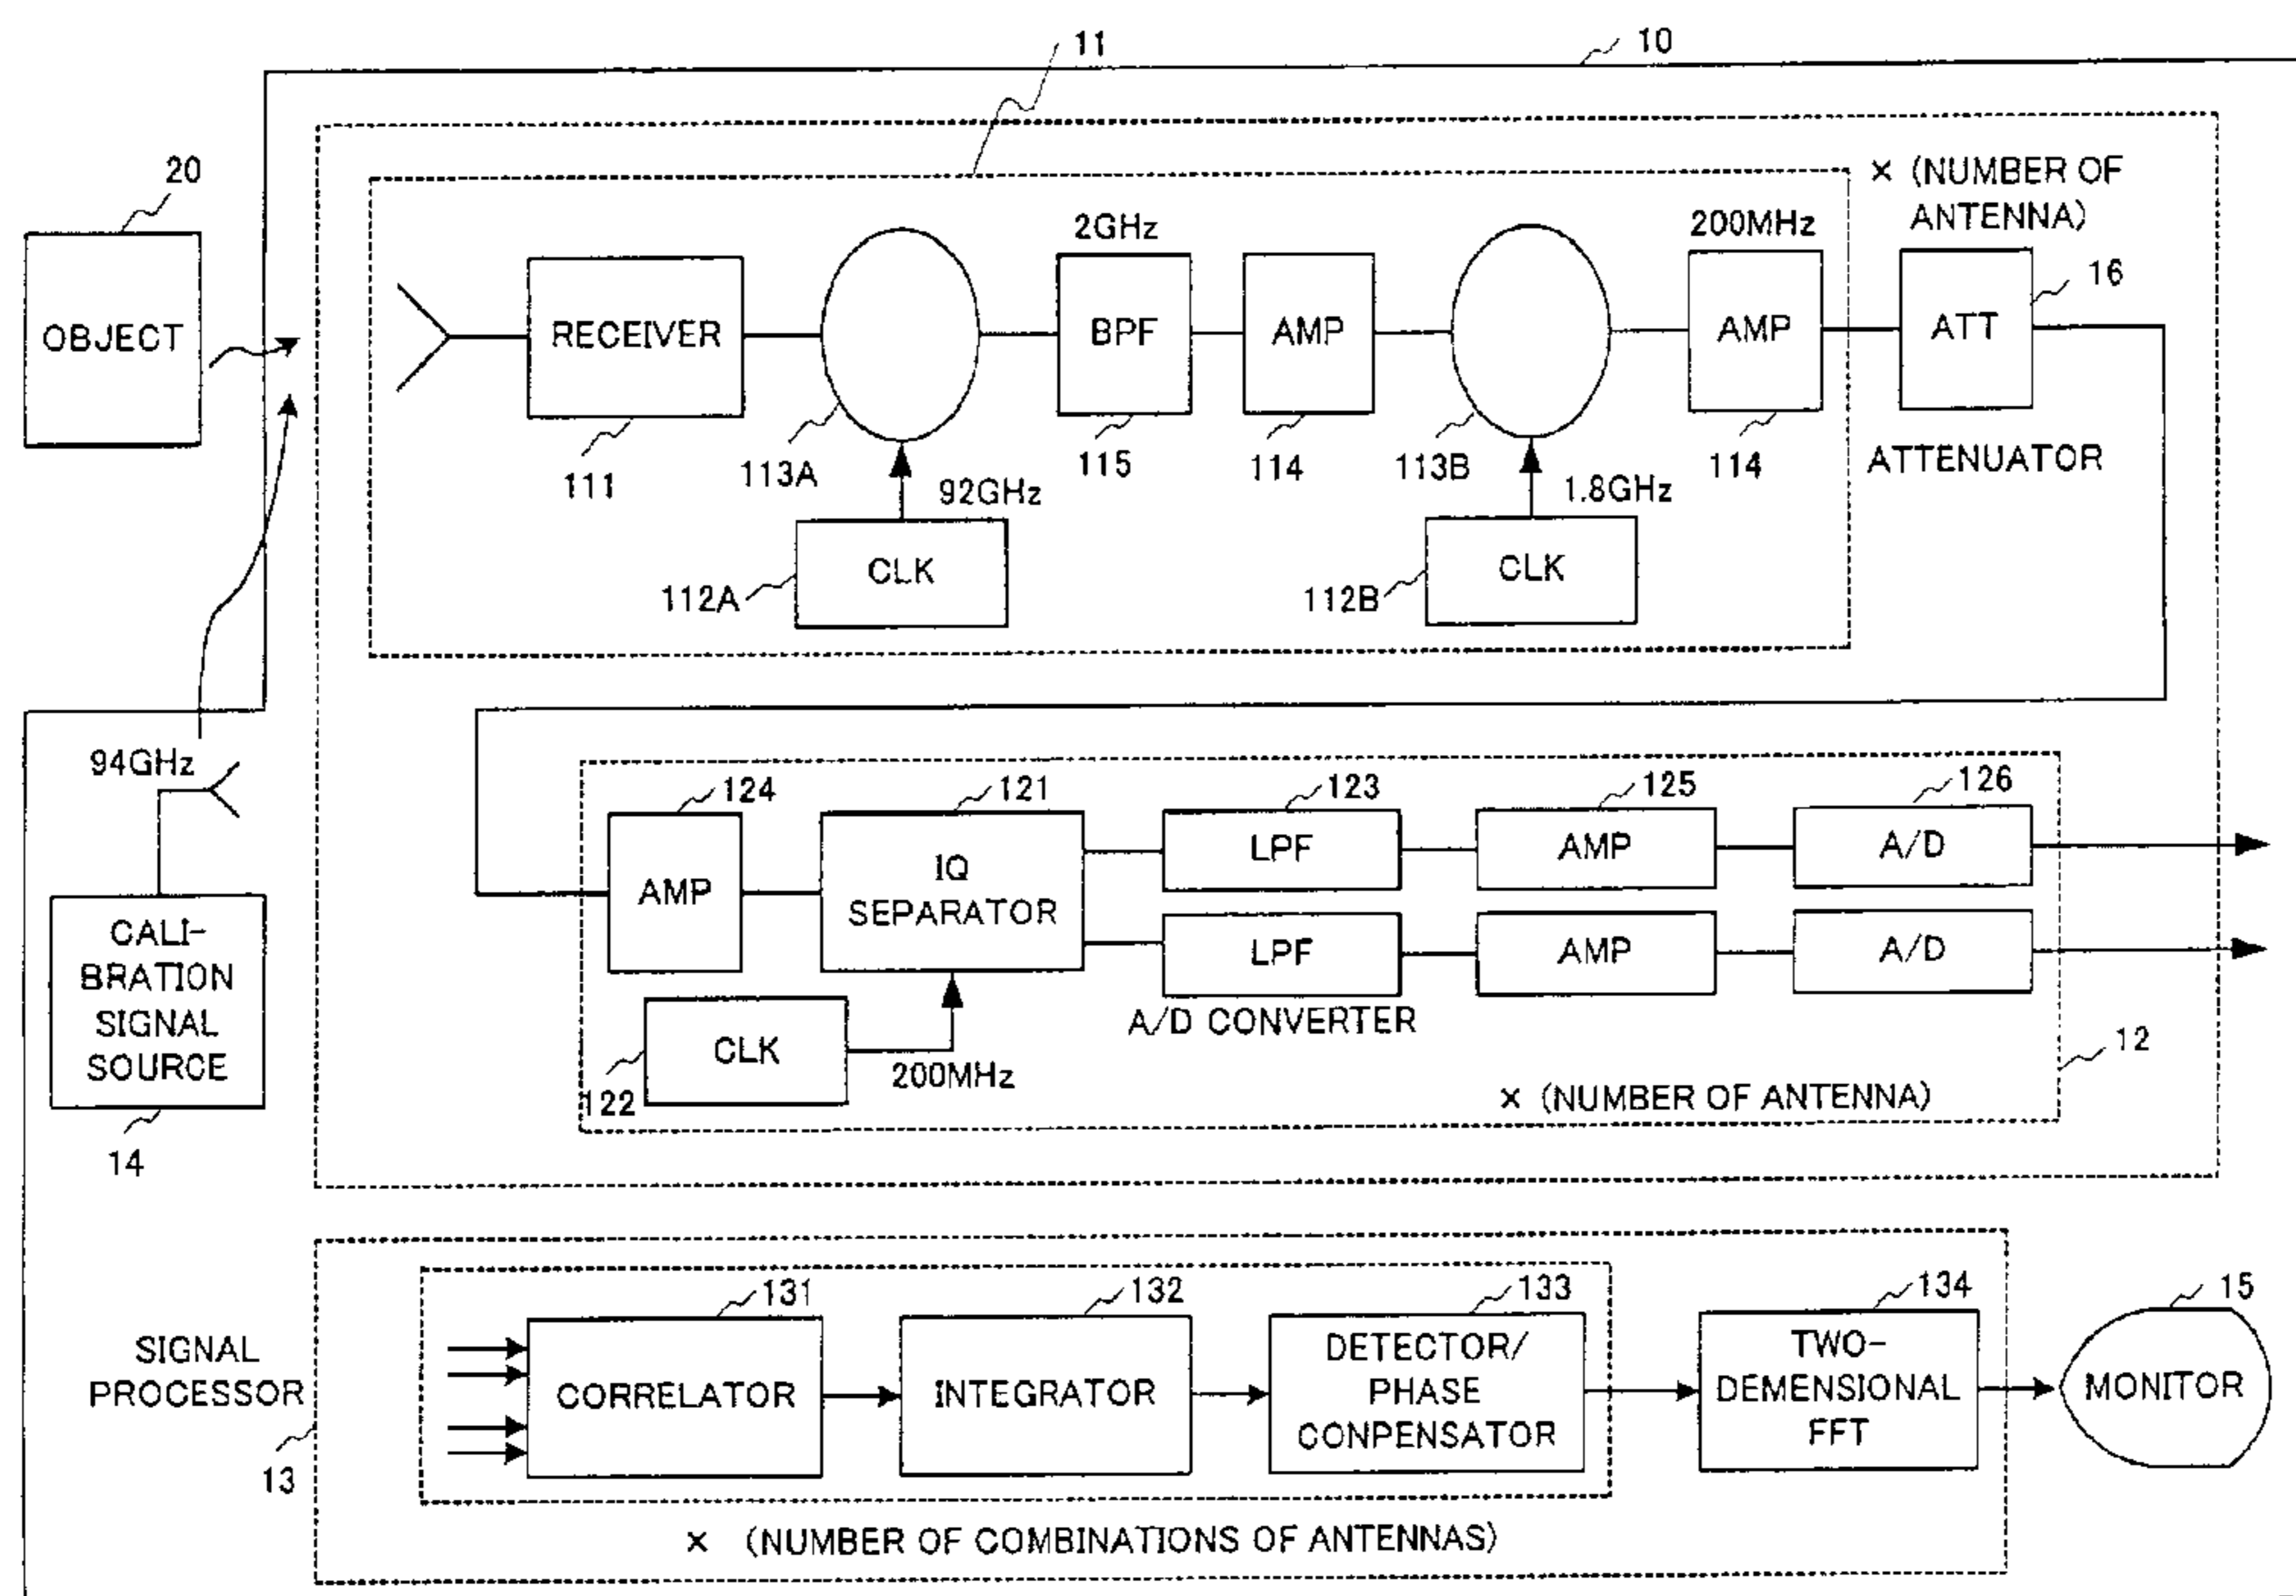 11
10
20
× (NUMBER OF
ANTENNA)
2GHz
200MHz
16
OBJECT
RECEIVER
BPF
AMP
AMP
ATT
111
113A
115
114
113B
114
ATTENUATOR
92GHz
1.8GHz
CLK
CLK
112A
112B
94GHz
124
121
123
125
126
AMP
IQ
SEPARATOR
LPF
AMP
A/D
LPF
AMP
A/D
A/D CONVERTER
CALI-
BRATION
SIGNAL
SOURCE
CLK
200MHz
122
12
× (NUMBER OF ANTENNA)
14
131
132
133
134
15
SIGNAL
PROCESSOR
CORRELATOR
INTEGRATOR
DETECTOR/
PHASE
CONPENSATOR
TWO-
DEMENSIONAL
FFT
MONITOR
13
× (NUMBER OF COMBINATIONS OF ANTENNAS)